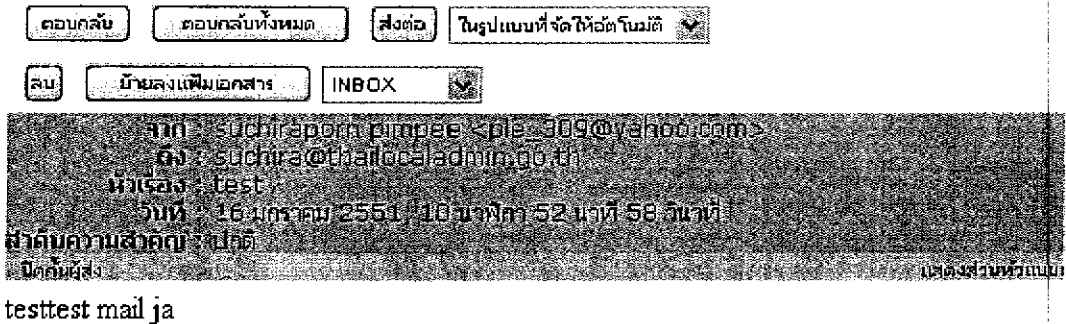 ตอบกลับ ตอบกลับทั้งหมด ส่งต่อ ในรูปแบบที่จัดให้อัตโนมัติ
ลบ ย้ายลงแฟ้มเอกสาร INBOX
จาก : suchiraporn pimpee <ple_309@yahoo.com>
ถึง : suchira@thailocaladmin.go.th
หัวเรื่อง : test
วันที่ : 16 มกราคม 2551, 10 นาฬิกา 52 นาที 58 วินาที
ลำดับความสำคัญ : ปกติ
ปิดกั้นผู้ส่ง แสดงส่วนหัวแบบ
testtest mail ja